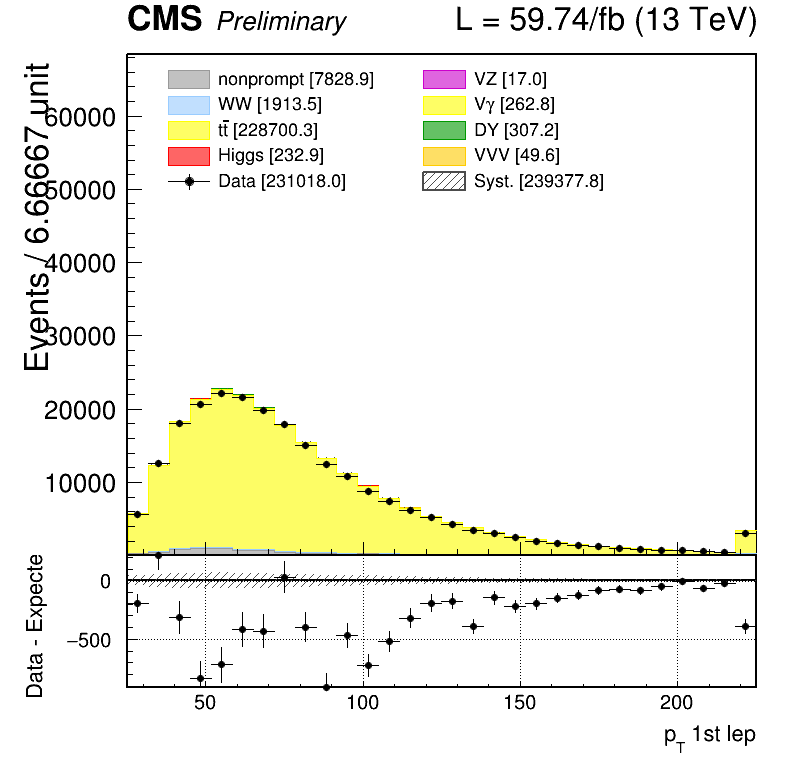 CMS Preliminary L = 59.74/fb (13 TeV)
Events / 6.66667 unit
nonprompt [7828.9]
WW [1913.5]
tt̄ [228700.3]
Higgs [232.9]
Data [231018.0]
VZ [17.0]
Vγ [262.8]
DY [307.2]
VVV [49.6]
Syst. [239377.8]
60000
50000
40000
30000
20000
10000
Data - Expecte
0
−500
50 100 150 200
p_T 1st lep